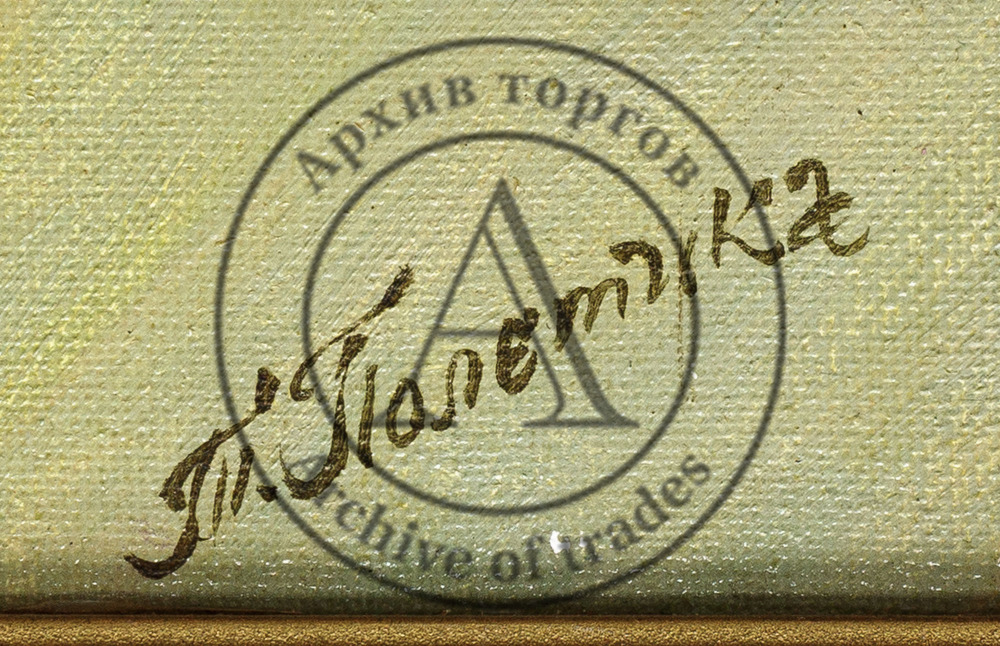 Архив торгов
A
Т. Полетика
Archive of trades